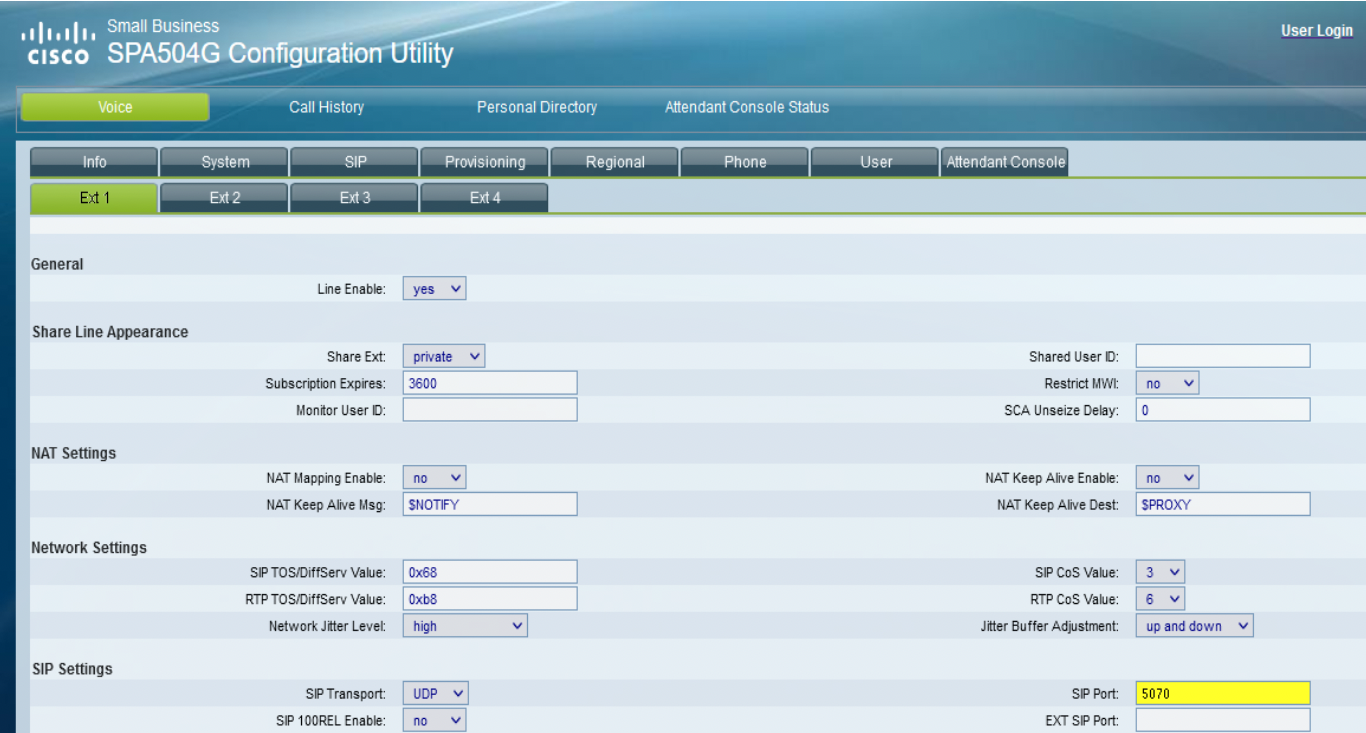 Small Business
cisco SPA504G Configuration Utility
User Login
Voice Call History Personal Directory Attendant Console Status
Info System SIP Provisioning Regional Phone User Attendant Console
Ext 1 Ext 2 Ext 3 Ext 4
General
Line Enable: yes
Share Line Appearance
Share Ext: private Shared User ID:
Subscription Expires: 3600 Restrict MWI: no
Monitor User ID: SCA Unseize Delay: 0
NAT Settings
NAT Mapping Enable: no NAT Keep Alive Enable: no
NAT Keep Alive Msg: $NOTIFY NAT Keep Alive Dest: $PROXY
Network Settings
SIP TOS/DiffServ Value: 0x68 SIP CoS Value: 3
RTP TOS/DiffServ Value: 0xb8 RTP CoS Value: 6
Network Jitter Level: high Jitter Buffer Adjustment: up and down
SIP Settings
SIP Transport: UDP SIP Port: 5070
SIP 100REL Enable: no EXT SIP Port: